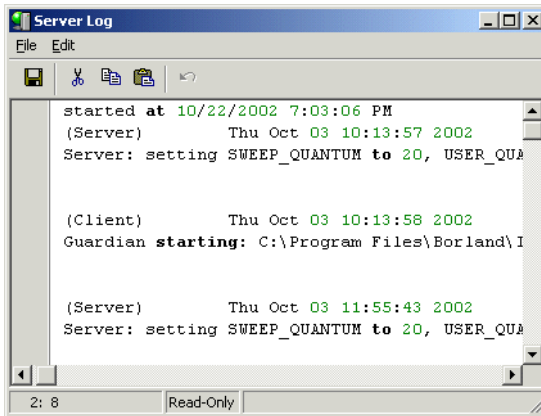 Server Log
File Edit
started at 10/22/2002 7:03:06 PM
(Server) Thu Oct 03 10:13:57 2002
Server: setting SWEEP_QUANTUM to 20, USER_QUA
(Client) Thu Oct 03 10:13:58 2002
Guardian starting: C:\Program Files\Borland\I
(Server) Thu Oct 03 11:55:43 2002
Server: setting SWEEP_QUANTUM to 20, USER_QUA
2: 8 Read-Only